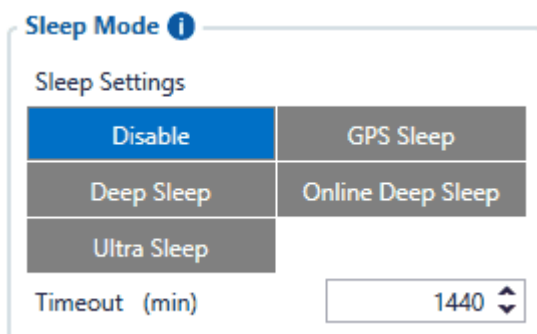 Sleep Mode i
Sleep Settings
Disable GPS Sleep
Deep Sleep Online Deep Sleep
Ultra Sleep
Timeout (min) 1440